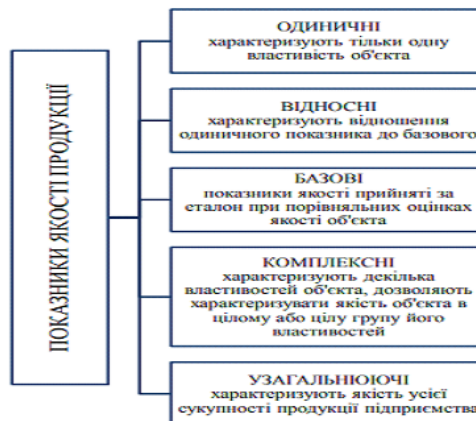 ПОКАЗНИКИ ЯКОСТІ ПРОДУКЦІЇ
ОДИНИЧНІ
характеризують тільки одну
властивість об'єкта
ВІДНОСНІ
характеризують відношення
одиничного показника до базового
БАЗОВІ
показники якості прийняті за
еталон при порівняльних оцінках
якості об'єкта
КОМПЛЕКСНІ
характеризують декілька
властивостей об'єкта, дозволяють
характеризувати якість об'єкта в
цілому або цілу групу його
властивостей
УЗАГАЛЬНЮЮЧІ
характеризують якість усієї
сукупності продукції підприємства